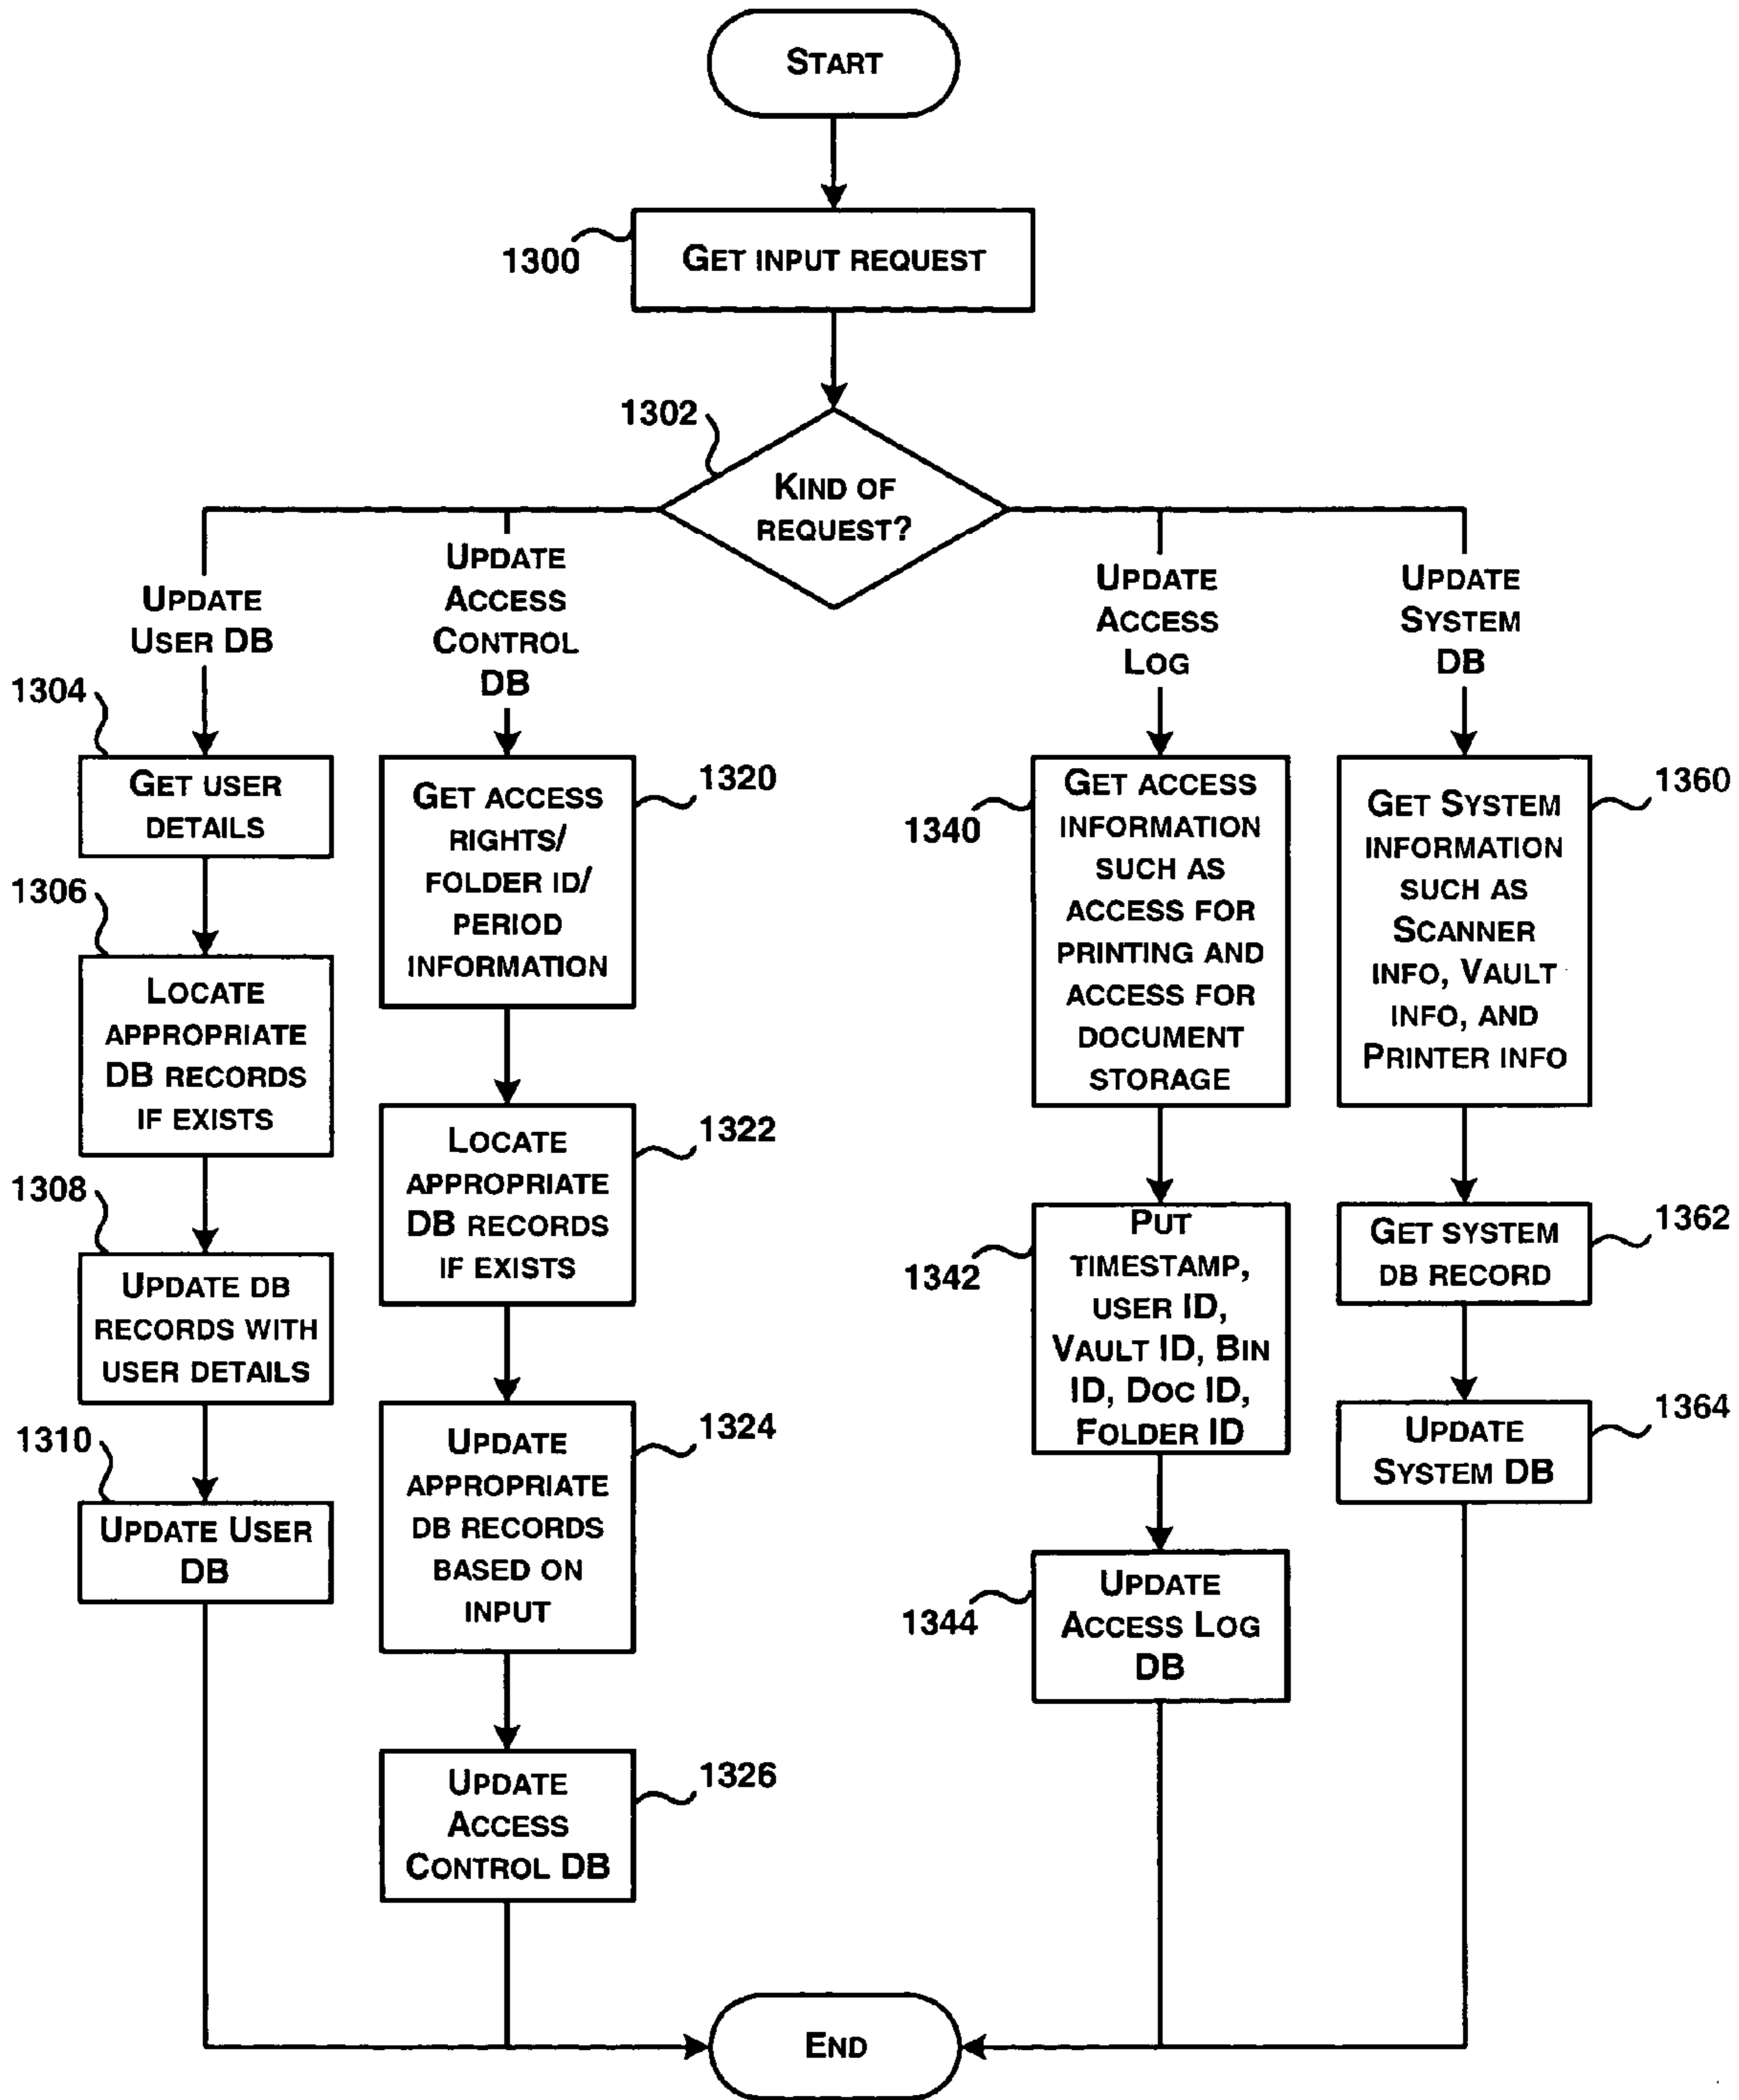 START
1300
GET INPUT REQUEST
1302
KIND OF
REQUEST?
UPDATE
USER DB
1304
GET USER
DETAILS
1306
LOCATE
APPROPRIATE
DB RECORDS
IF EXISTS
1308
UPDATE DB
RECORDS WITH
USER DETAILS
1310
UPDATE USER
DB
UPDATE
ACCESS
CONTROL
DB
1320
GET ACCESS
RIGHTS/
FOLDER ID/
PERIOD
INFORMATION
1322
LOCATE
APPROPRIATE
DB RECORDS
IF EXISTS
1324
UPDATE
APPROPRIATE
DB RECORDS
BASED ON
INPUT
1326
UPDATE
ACCESS
CONTROL DB
UPDATE
ACCESS
LOG
1340
GET ACCESS
INFORMATION
SUCH AS
ACCESS FOR
PRINTING AND
ACCESS FOR
DOCUMENT
STORAGE
1342
PUT
TIMESTAMP,
USER ID,
VAULT ID, BIN
ID, DOC ID,
FOLDER ID
1344
UPDATE
ACCESS LOG
DB
UPDATE
SYSTEM
DB
1360
GET SYSTEM
INFORMATION
SUCH AS
SCANNER
INFO, VAULT
INFO, AND
PRINTER INFO
1362
GET SYSTEM
DB RECORD
1364
UPDATE
SYSTEM DB
END